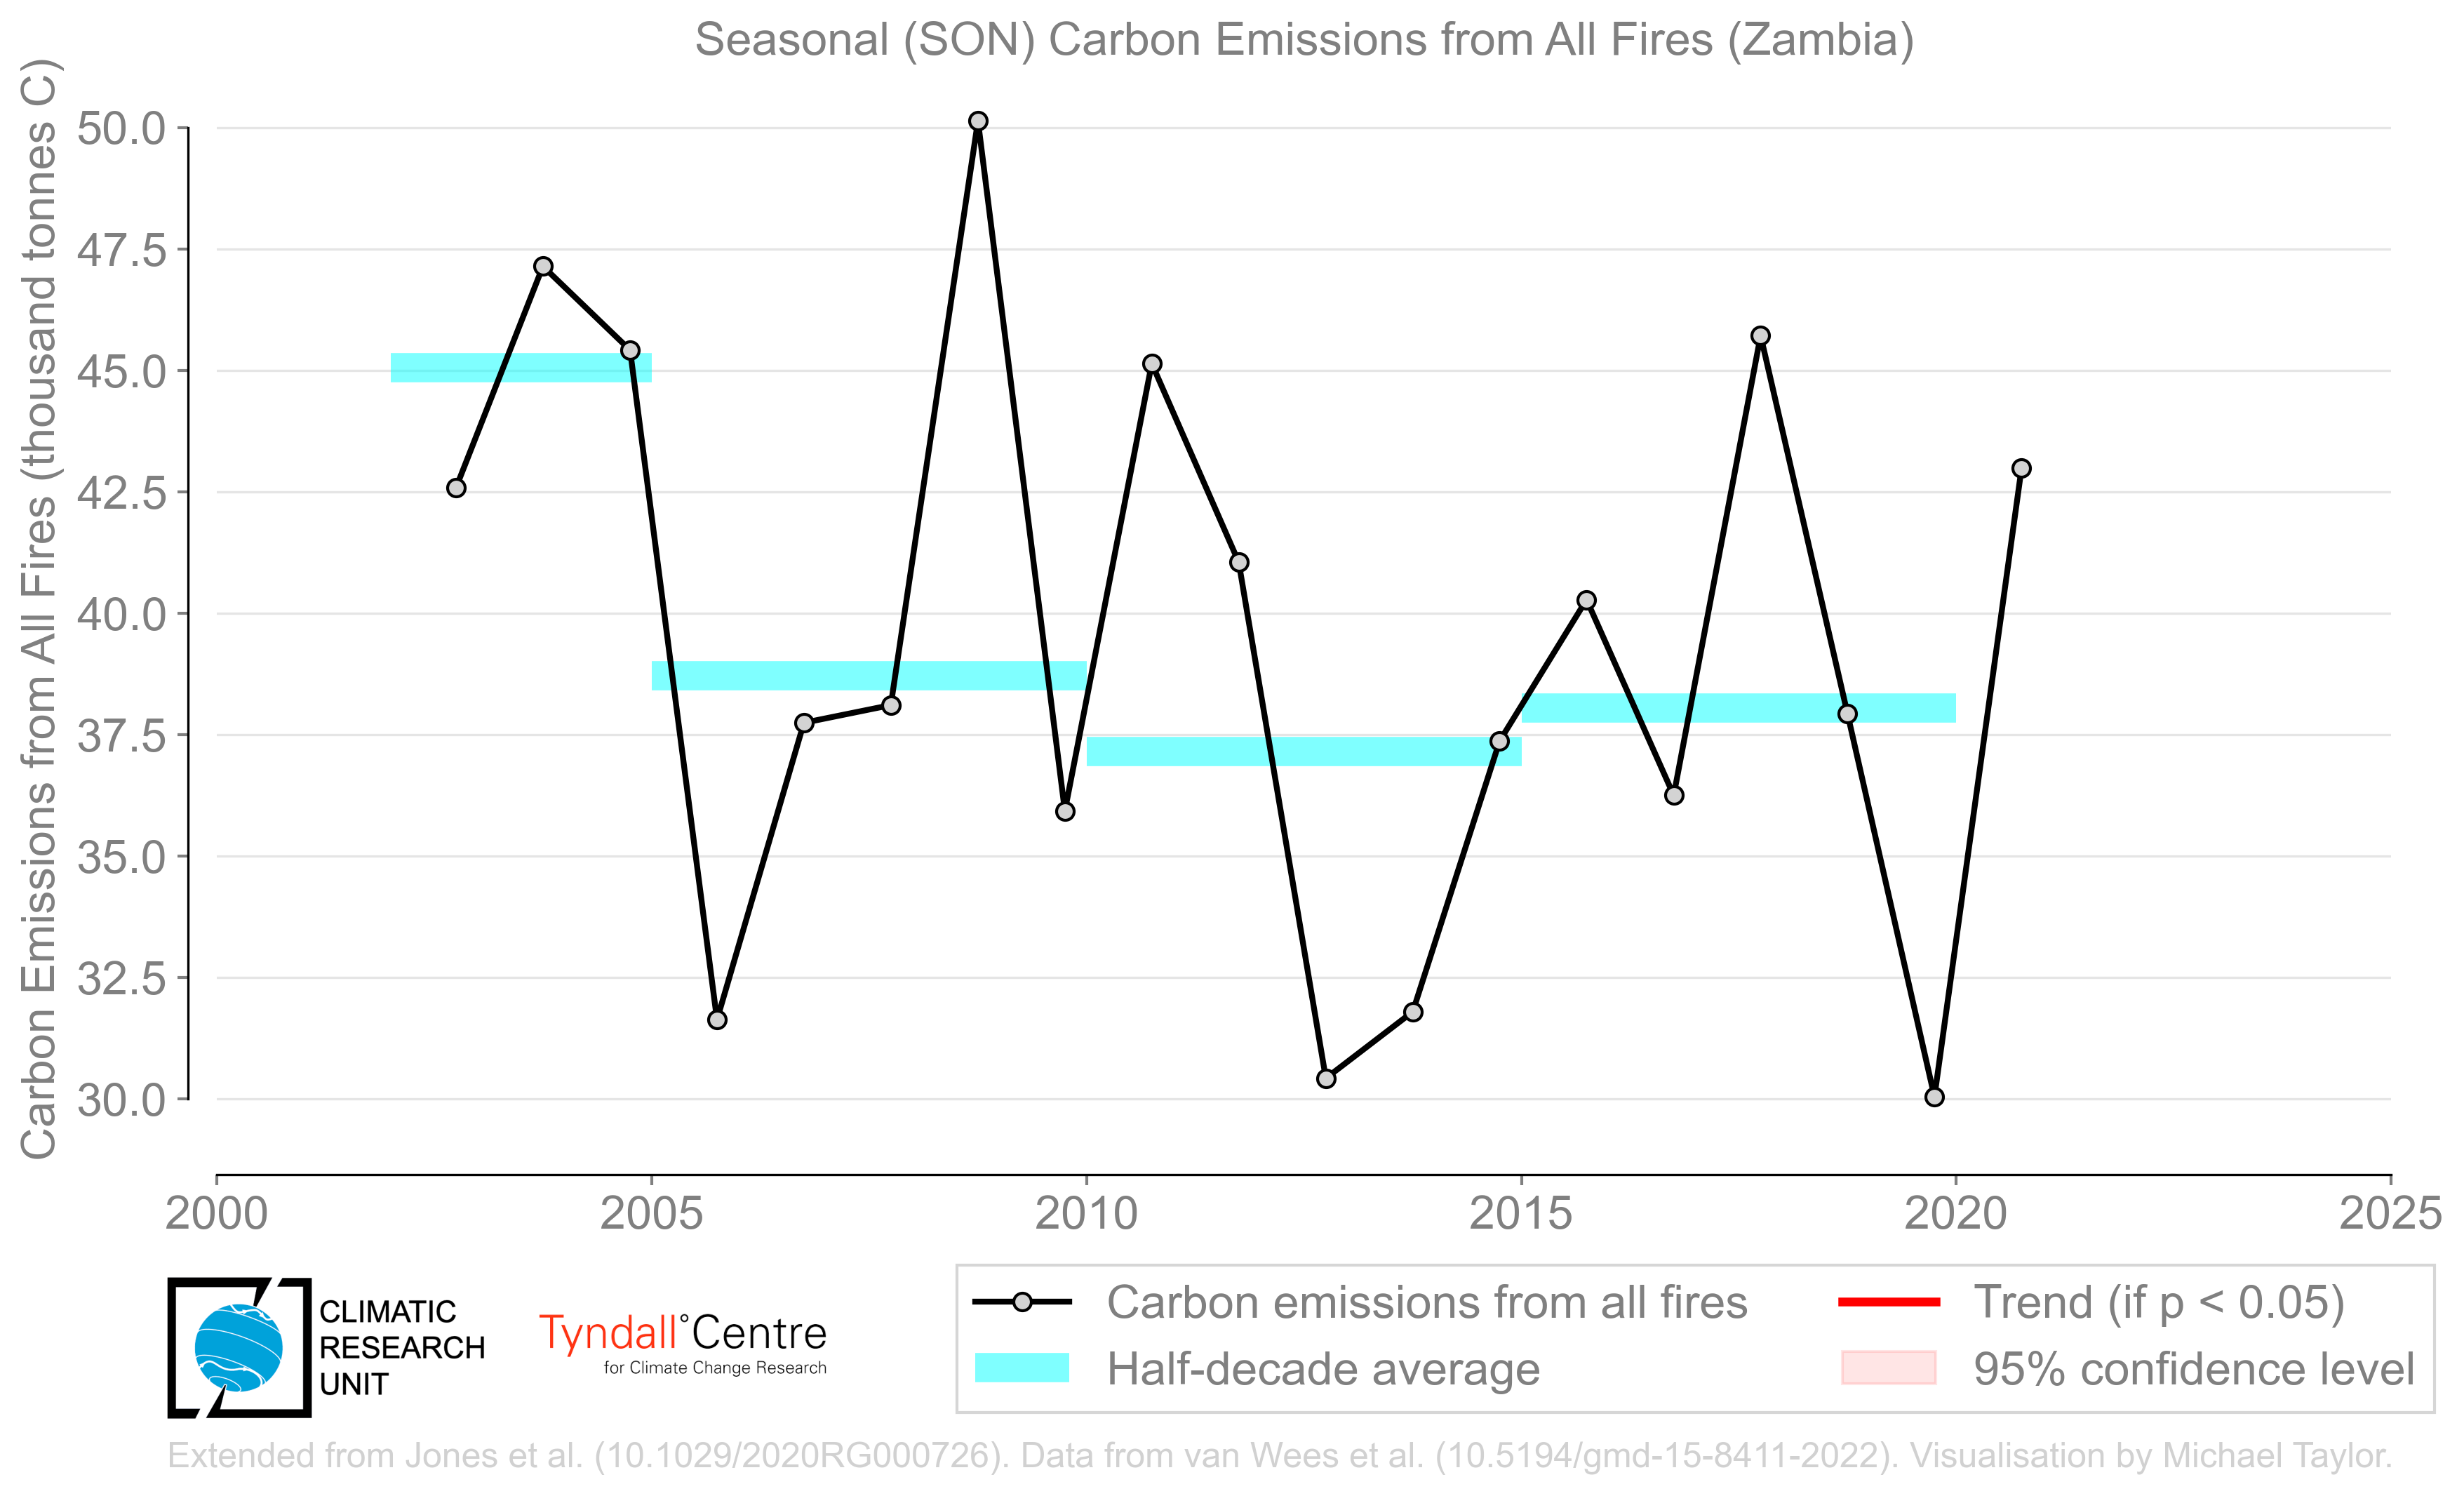 Seasonal (SON) Carbon Emissions from All Fires (Zambia)
Carbon Emissions from All Fires (thousand tonnes C)
50.0
47.5
45.0
42.5
40.0
37.5
35.0
32.5
30.0
2000 2005 2010 2015 2020 2025
CLIMATIC
RESEARCH
UNIT
Tyndall°Centre
for Climate Change Research
Carbon emissions from all fires
Half-decade average
Trend (if p < 0.05)
95% confidence level
Extended from Jones et al. (10.1029/2020RG000726). Data from van Wees et al. (10.5194/gmd-15-8411-2022). Visualisation by Michael Taylor.